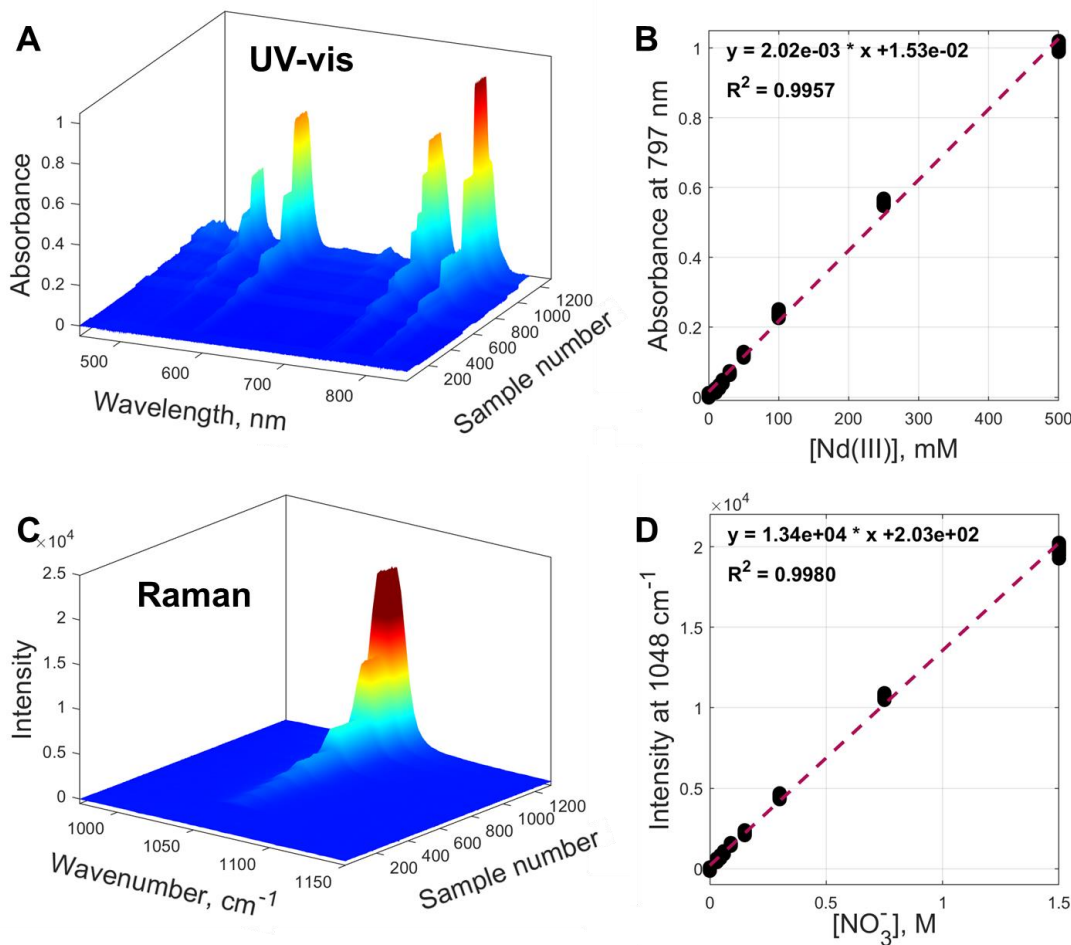 A
UV-vis
1
0.8
0.6
0.4
0.2
0
Absorbance
500
600
700
800
Wavelength, nm
200
400
600
800
1000
1200
Sample number
B
y = 2.02e-03 * x +1.53e-02
R² = 0.9957
1
0.8
0.6
0.4
0.2
0
Absorbance at 797 nm
0
100
200
300
400
500
[Nd(III)], mM
C
×10⁴
Raman
2.5
2
1.5
1
0.5
0
Intensity
1000
1050
1100
1150
Wavenumber, cm⁻¹
200
400
600
800
1000
1200
Sample number
D
×10⁴
y = 1.34e+04 * x +2.03e+02
R² = 0.9980
2
1.5
1
0.5
0
Intensity at 1048 cm⁻¹
0
0.5
1
1.5
[NO₃⁻], M